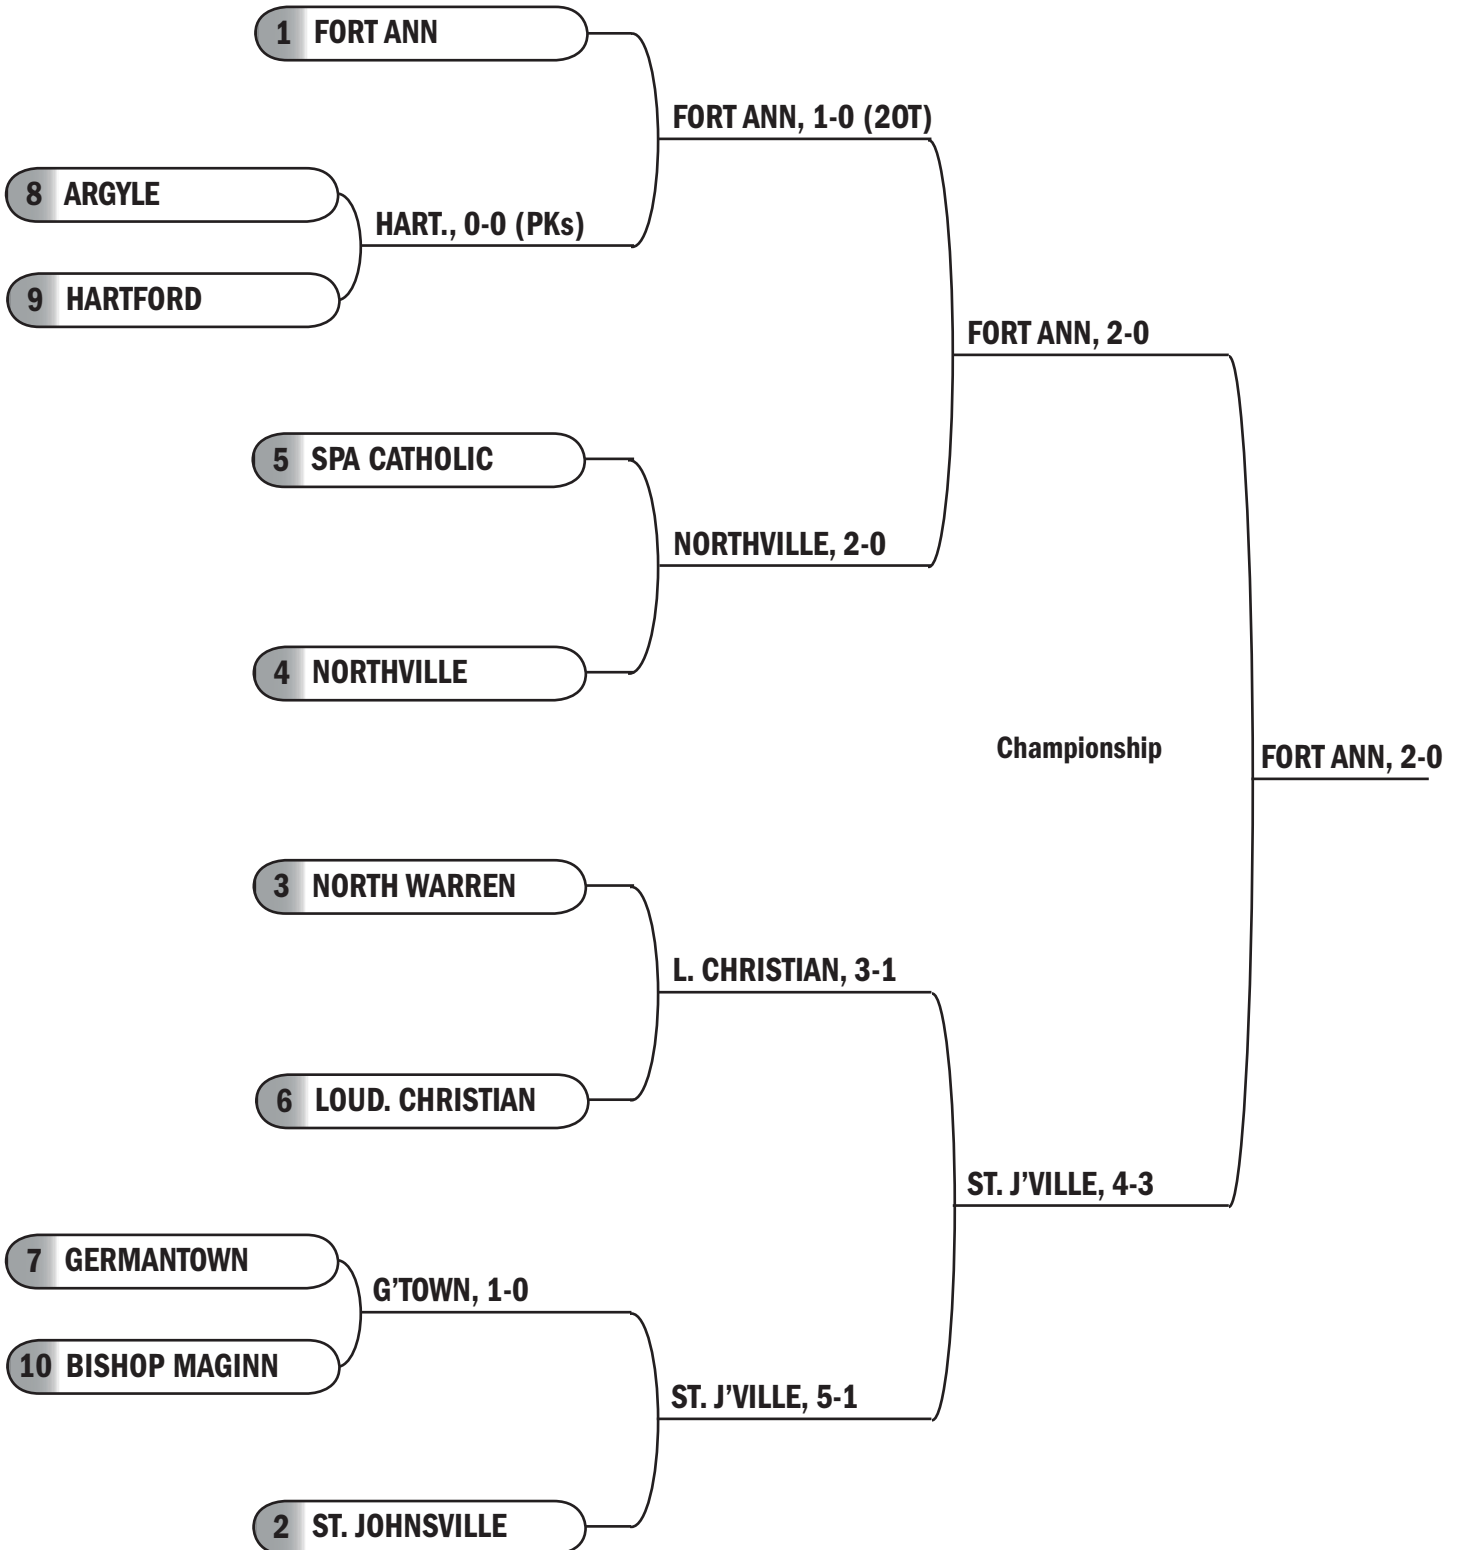 1 FORT ANN
FORT ANN, 1-0 (2OT)
8 ARGYLE
HART., 0-0 (PKs)
9 HARTFORD
FORT ANN, 2-0
5 SPA CATHOLIC
NORTHVILLE, 2-0
4 NORTHVILLE
Championship
FORT ANN, 2-0
3 NORTH WARREN
L. CHRISTIAN, 3-1
6 LOUD. CHRISTIAN
ST. J’VILLE, 4-3
7 GERMANTOWN
G’TOWN, 1-0
10 BISHOP MAGINN
ST. J’VILLE, 5-1
2 ST. JOHNSVILLE